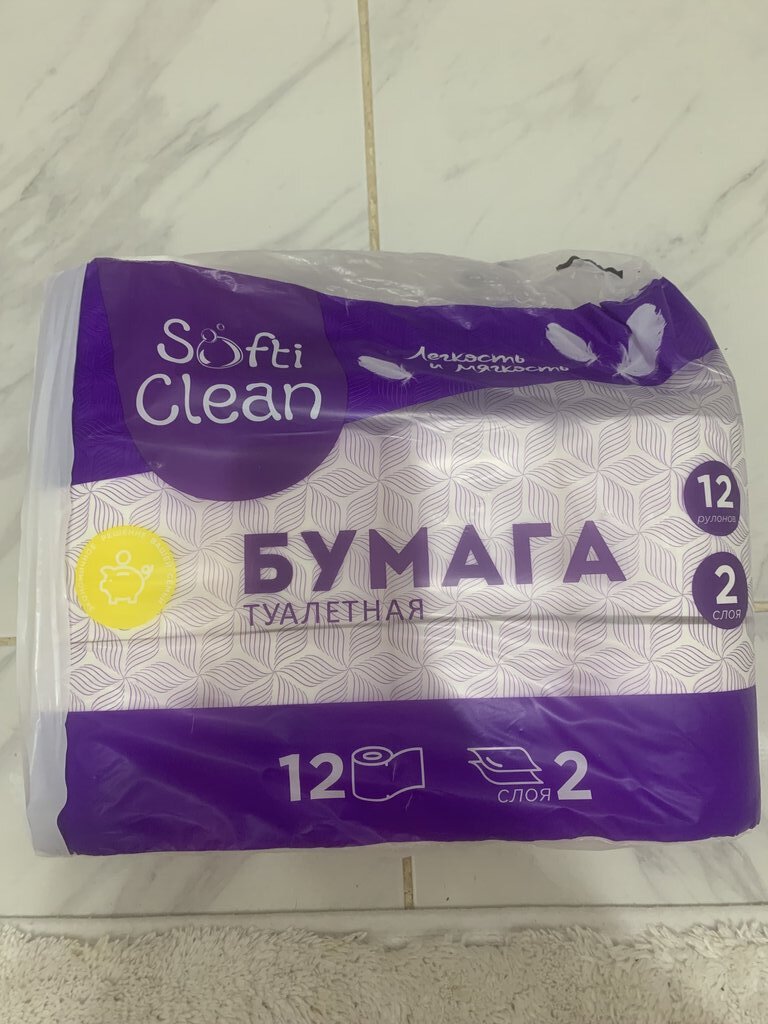 Softi
Clean
Легкость
и мягкость
12
рулонов
БУМАГА
ТУАЛЕТНАЯ
2
слоя
12
слоя 2